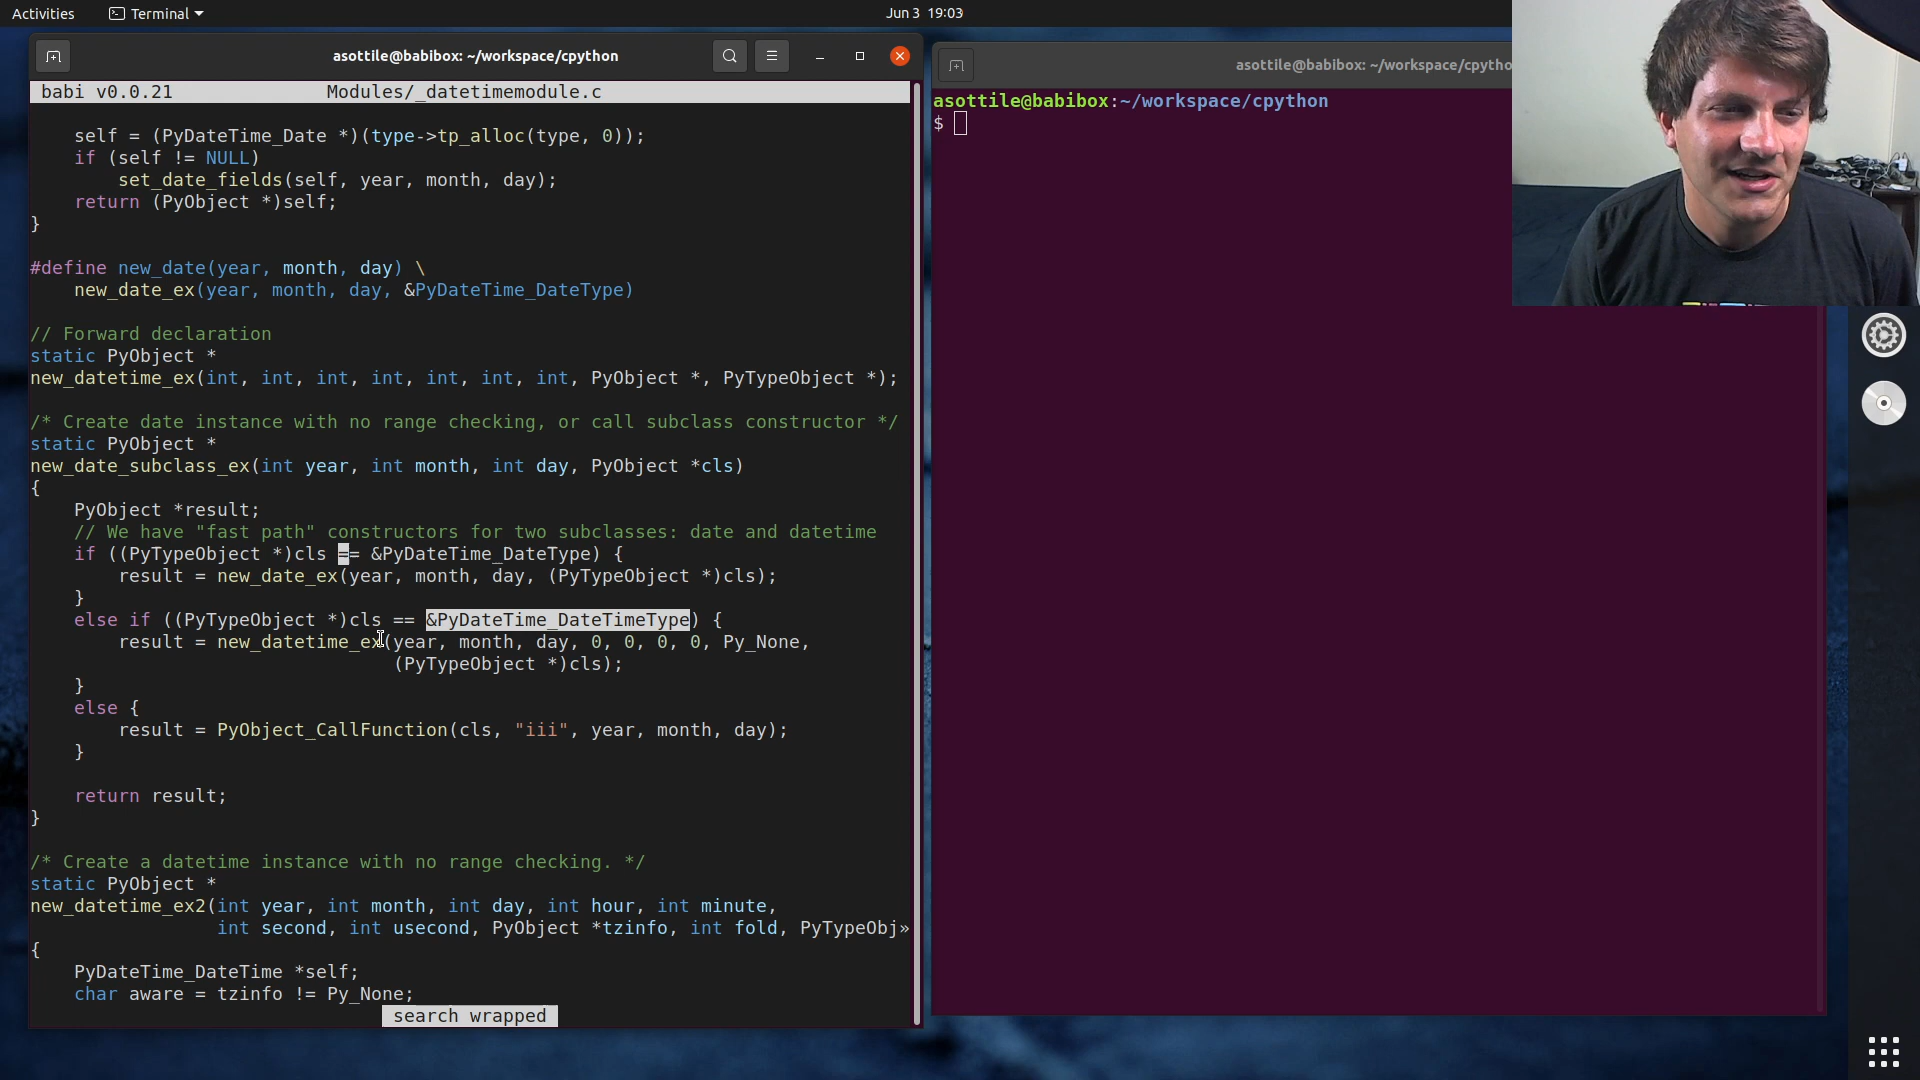 Activities
Terminal
Jun 3 19:03
asottile@babibox: ~/workspace/cpython
babi v0.0.21 Modules/_datetimemodule.c
    self = (PyDateTime_Date *)(type->tp_alloc(type, 0));
    if (self != NULL)
        set_date_fields(self, year, month, day);
    return (PyObject *)self;
}
#define new_date(year, month, day) \
    new_date_ex(year, month, day, &PyDateTime_DateType)
// Forward declaration
static PyObject *
new_datetime_ex(int, int, int, int, int, int, int, PyObject *, PyTypeObject *);
/* Create date instance with no range checking, or call subclass constructor */
static PyObject *
new_date_subclass_ex(int year, int month, int day, PyObject *cls)
{
    PyObject *result;
    // We have "fast path" constructors for two subclasses: date and datetime
    if ((PyTypeObject *)cls == &PyDateTime_DateType) {
        result = new_date_ex(year, month, day, (PyTypeObject *)cls);
    }
    else if ((PyTypeObject *)cls == &PyDateTime_DateTimeType) {
        result = new_datetime_ex(year, month, day, 0, 0, 0, 0, Py_None,
                                 (PyTypeObject *)cls);
    }
    else {
        result = PyObject_CallFunction(cls, "iii", year, month, day);
    }
    return result;
}
/* Create a datetime instance with no range checking. */
static PyObject *
new_datetime_ex2(int year, int month, int day, int hour, int minute,
                 int second, int usecond, PyObject *tzinfo, int fold, PyTypeObj»
{
    PyDateTime_DateTime *self;
    char aware = tzinfo != Py_None;
search wrapped
asottile@babibox: ~/workspace/cpytho
asottile@babibox:~/workspace/cpython
$